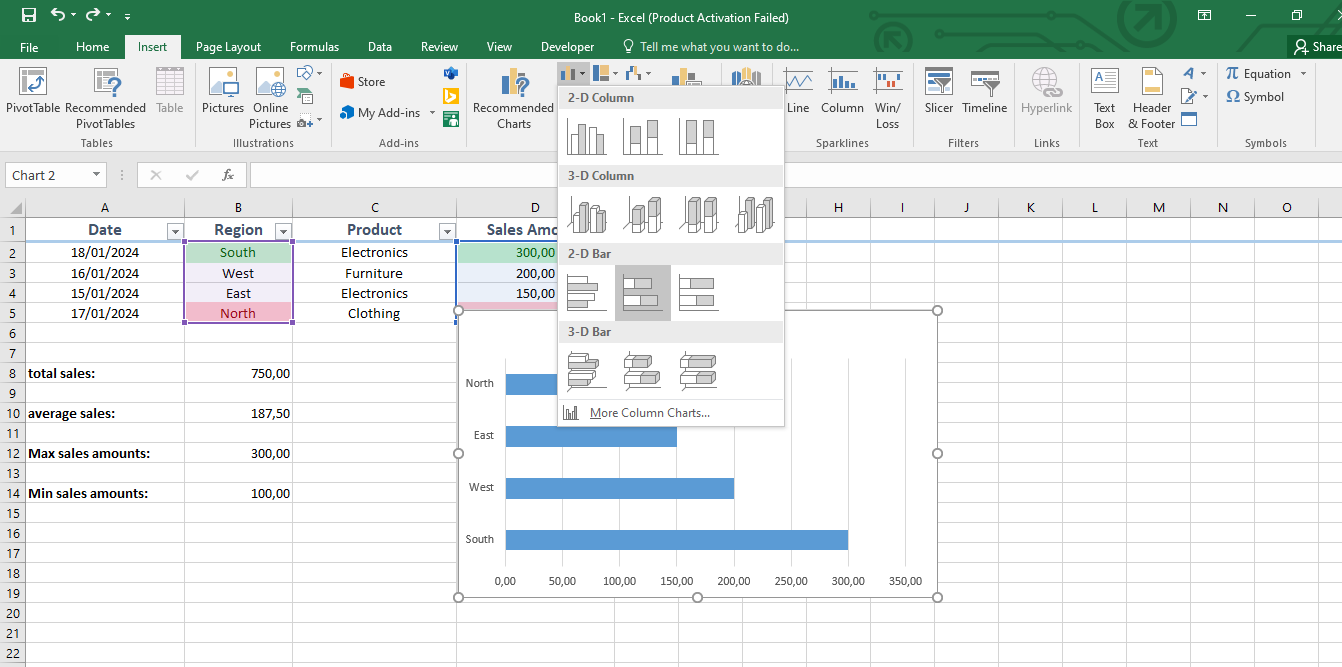 Book1 - Excel (Product Activation Failed)
File Home Insert Page Layout Formulas Data Review View Developer Tell me what you want to do... Share
PivotTable Recommended PivotTables Table
Tables
Pictures Online Pictures
Illustrations
Store
My Add-ins
Add-ins
Recommended Charts
Line Column Win/Loss
Sparklines
Slicer Timeline
Filters
Hyperlink
Links
Text Box Header & Footer
Text
Equation
Symbol
Symbols
Chart 2
fx
A B C D H I J K L M N O
1 Date Region Product Sales Amo
2 18/01/2024 South Electronics 300,00
3 16/01/2024 West Furniture 200,00
4 15/01/2024 East Electronics 150,00
5 17/01/2024 North Clothing
6
7
8 total sales: 750,00
9
10 average sales: 187,50
11
12 Max sales amounts: 300,00
13
14 Min sales amounts: 100,00
15
16
17
18
19
20
21
22
2-D Column
3-D Column
2-D Bar
3-D Bar
More Column Charts...
North
East
West
South
0,00 50,00 100,00 150,00 200,00 250,00 300,00 350,00